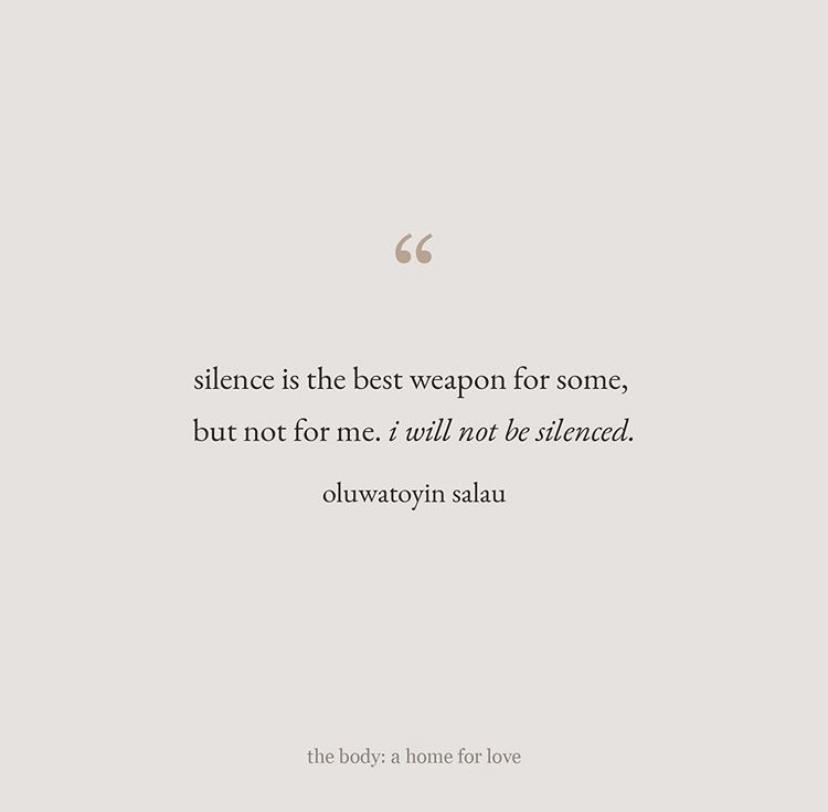 “
silence is the best weapon for some,
but not for me. i will not be silenced.
oluwatoyin salau
the body: a home for love